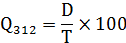 Q₃₁₂ = D/T × 100